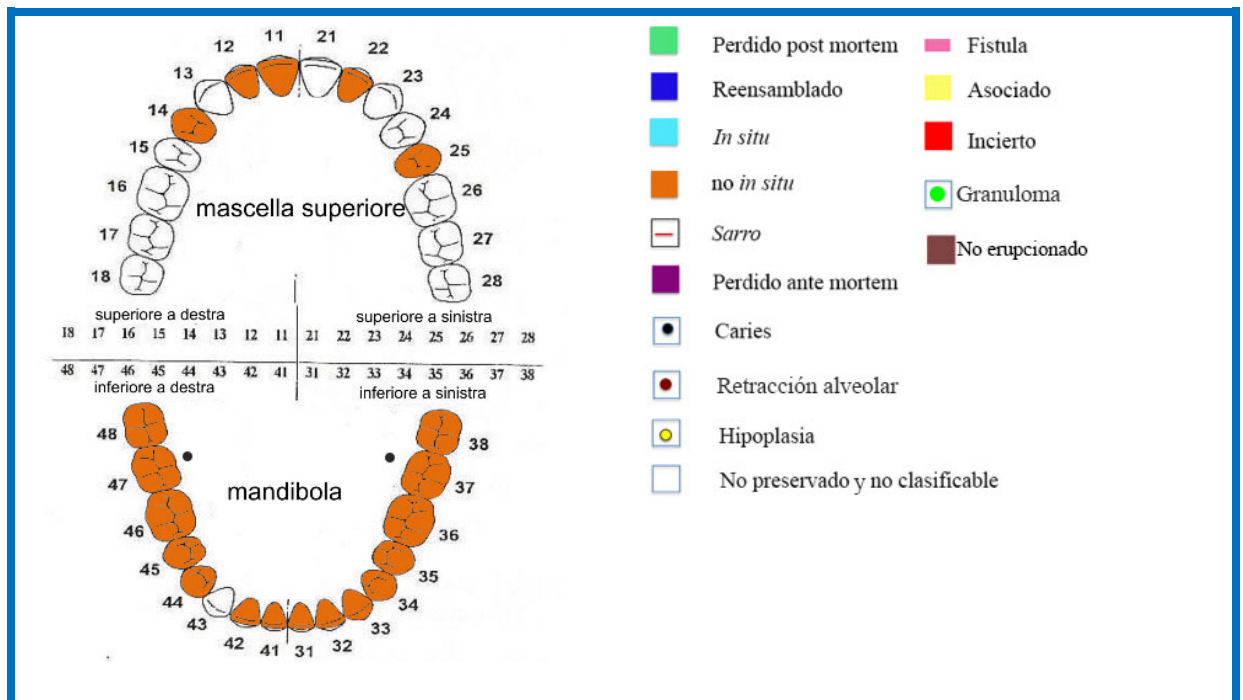 11 21
12 22
13 23
14 24
15 25
16 26
mascella superiore
17 27
18 28
superiore a destra superiore a sinistra
18 17 16 15 14 13 12 11 21 22 23 24 25 26 27 28
48 47 46 45 44 43 42 41 31 32 33 34 35 36 37 38
inferiore a destra inferiore a sinistra
48 38
47 37
mandibola
46 36
45 35
44 34
43 33
42 41 31 32
Perdido post mortem
Reensamblado
In situ
no in situ
Sarro
Perdido ante mortem
Caries
Retracción alveolar
Hipoplasia
No preservado y no clasificable
Fistula
Asociado
Incierto
Granuloma
No erupcionado